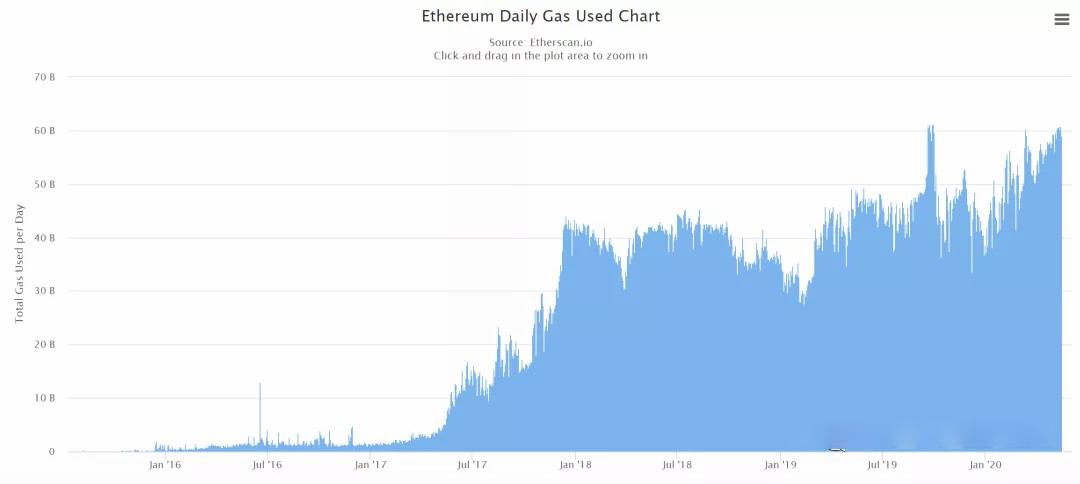 Ethereum Daily Gas Used Chart
Source: Etherscan.io
Click and drag in the plot area to zoom in
Total Gas Used per Day
70 B
60 B
50 B
40 B
30 B
20 B
10 B
0
Jan '16
Jul '16
Jan '17
Jul '17
Jan '18
Jul '18
Jan '19
Jul '19
Jan '20